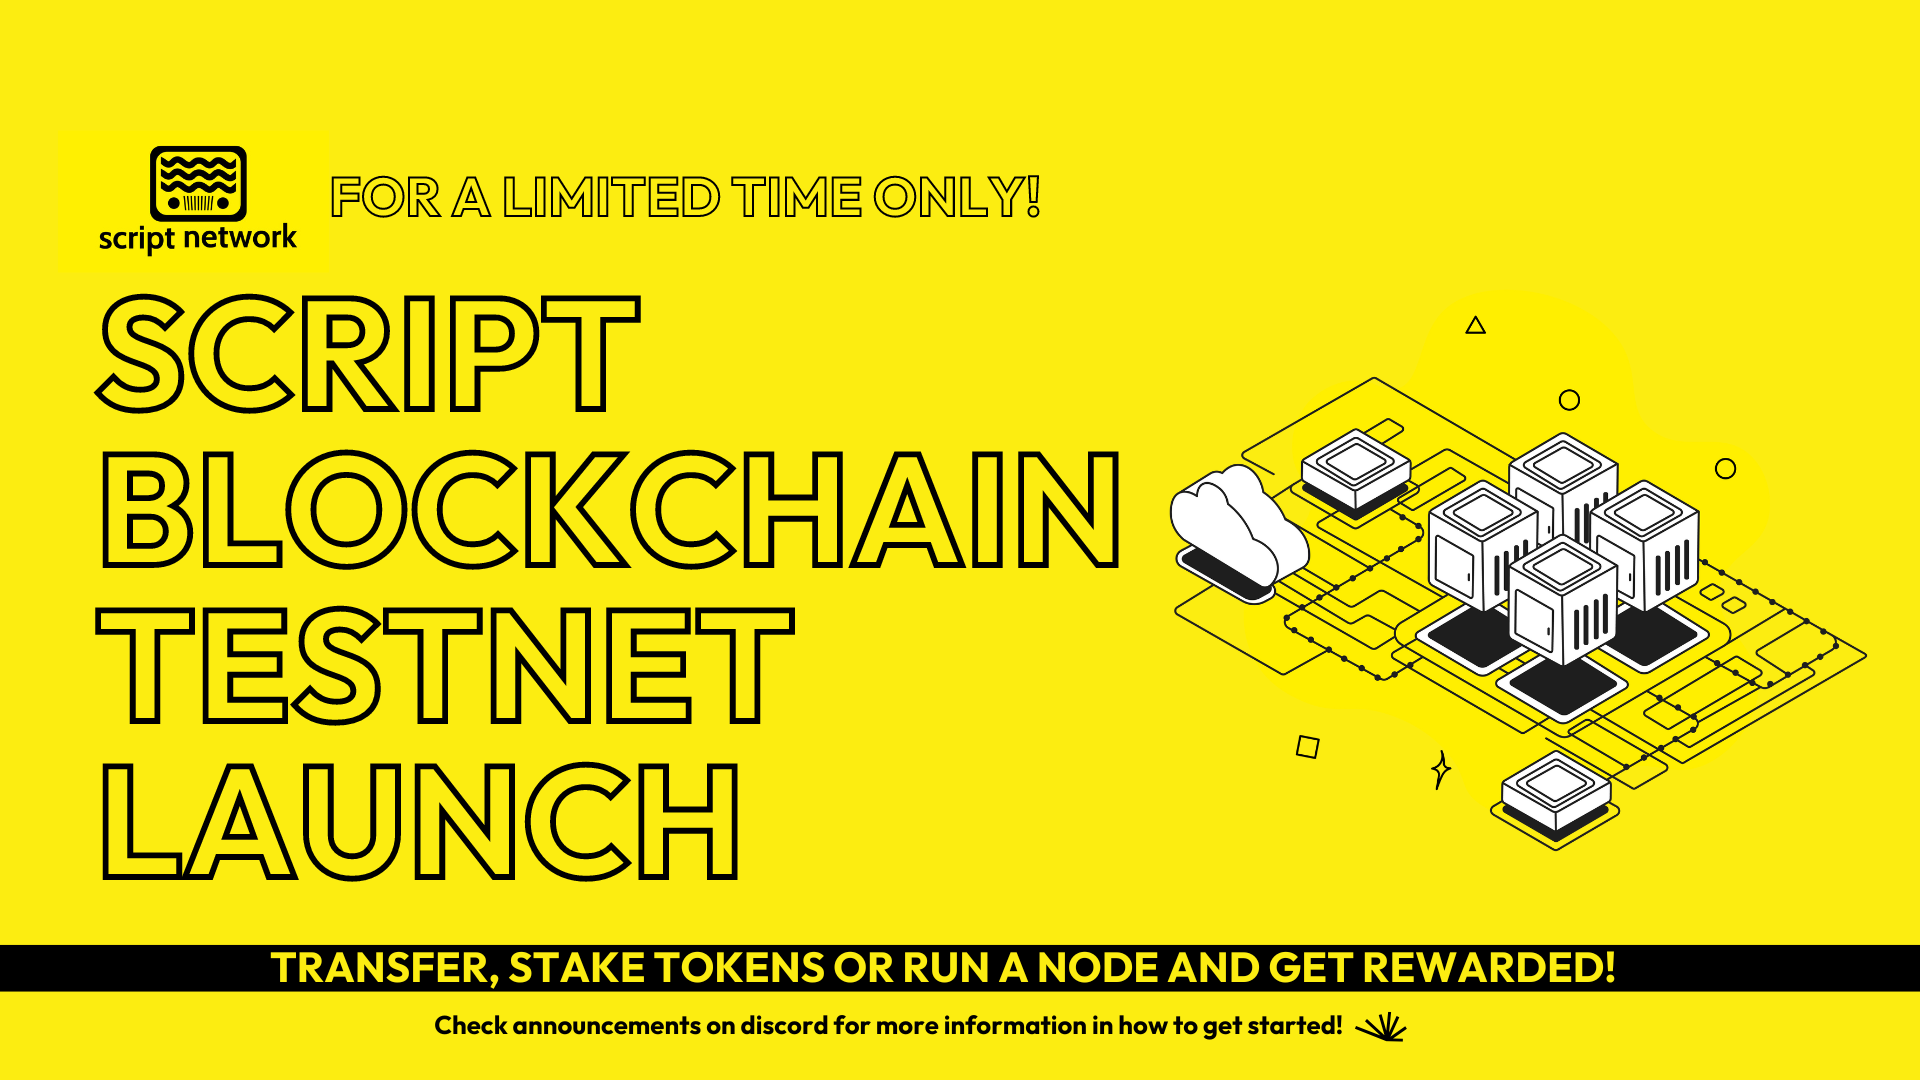 script network
FOR A LIMITED TIME ONLY!
SCRIPT
BLOCKCHAIN
TESTNET
LAUNCH
TRANSFER, STAKE TOKENS OR RUN A NODE AND GET REWARDED!
Check announcements on discord for more information in how to get started!